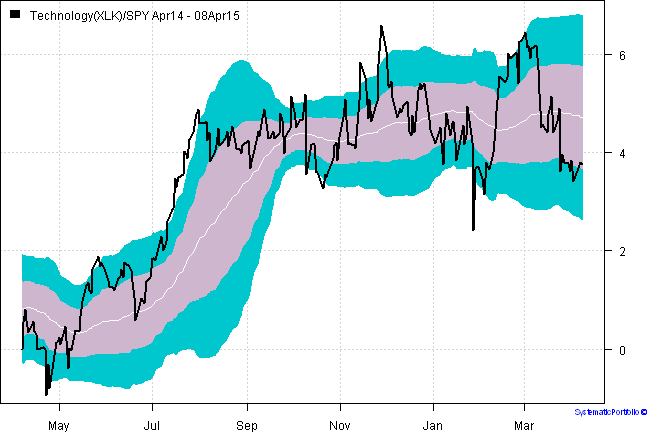 Technology(XLK)/SPY Apr14 - 08Apr15
6
4
2
0
SystematicPortfolio ©
May Jul Sep Nov Jan Mar